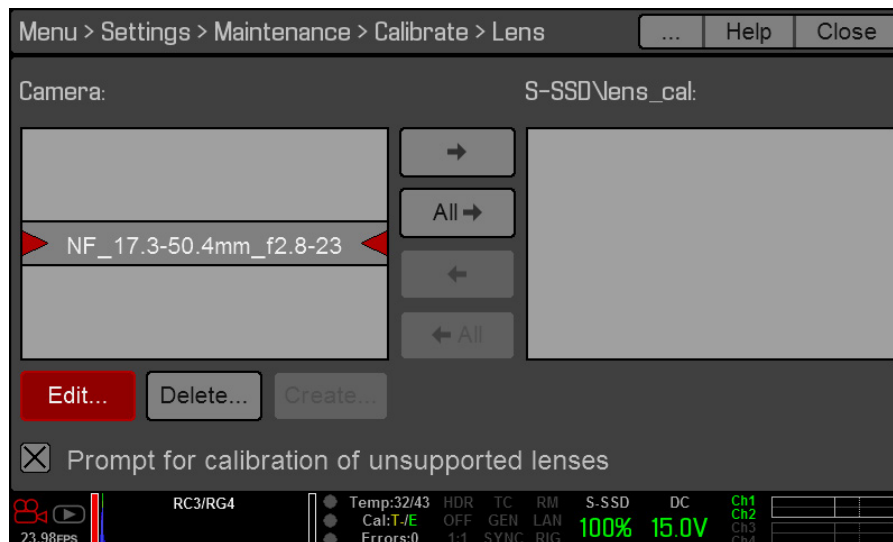 Menu > Settings > Maintenance > Calibrate > Lens ... Help Close
Camera: S-SSD\lens_cal:
→
All →
NF_17.3-50.4mm_f2.8-23
←
← All
Edit... Delete... Create...
Prompt for calibration of unsupported lenses
RC3/RG4 Temp:32/43 HDR TC RM S-SSD DC Ch1
Cal:T-/E OFF GEN LAN 100% 15.0V Ch2
23.98FPS Errors:0 1:1 SYNC RIG Ch3
Ch4